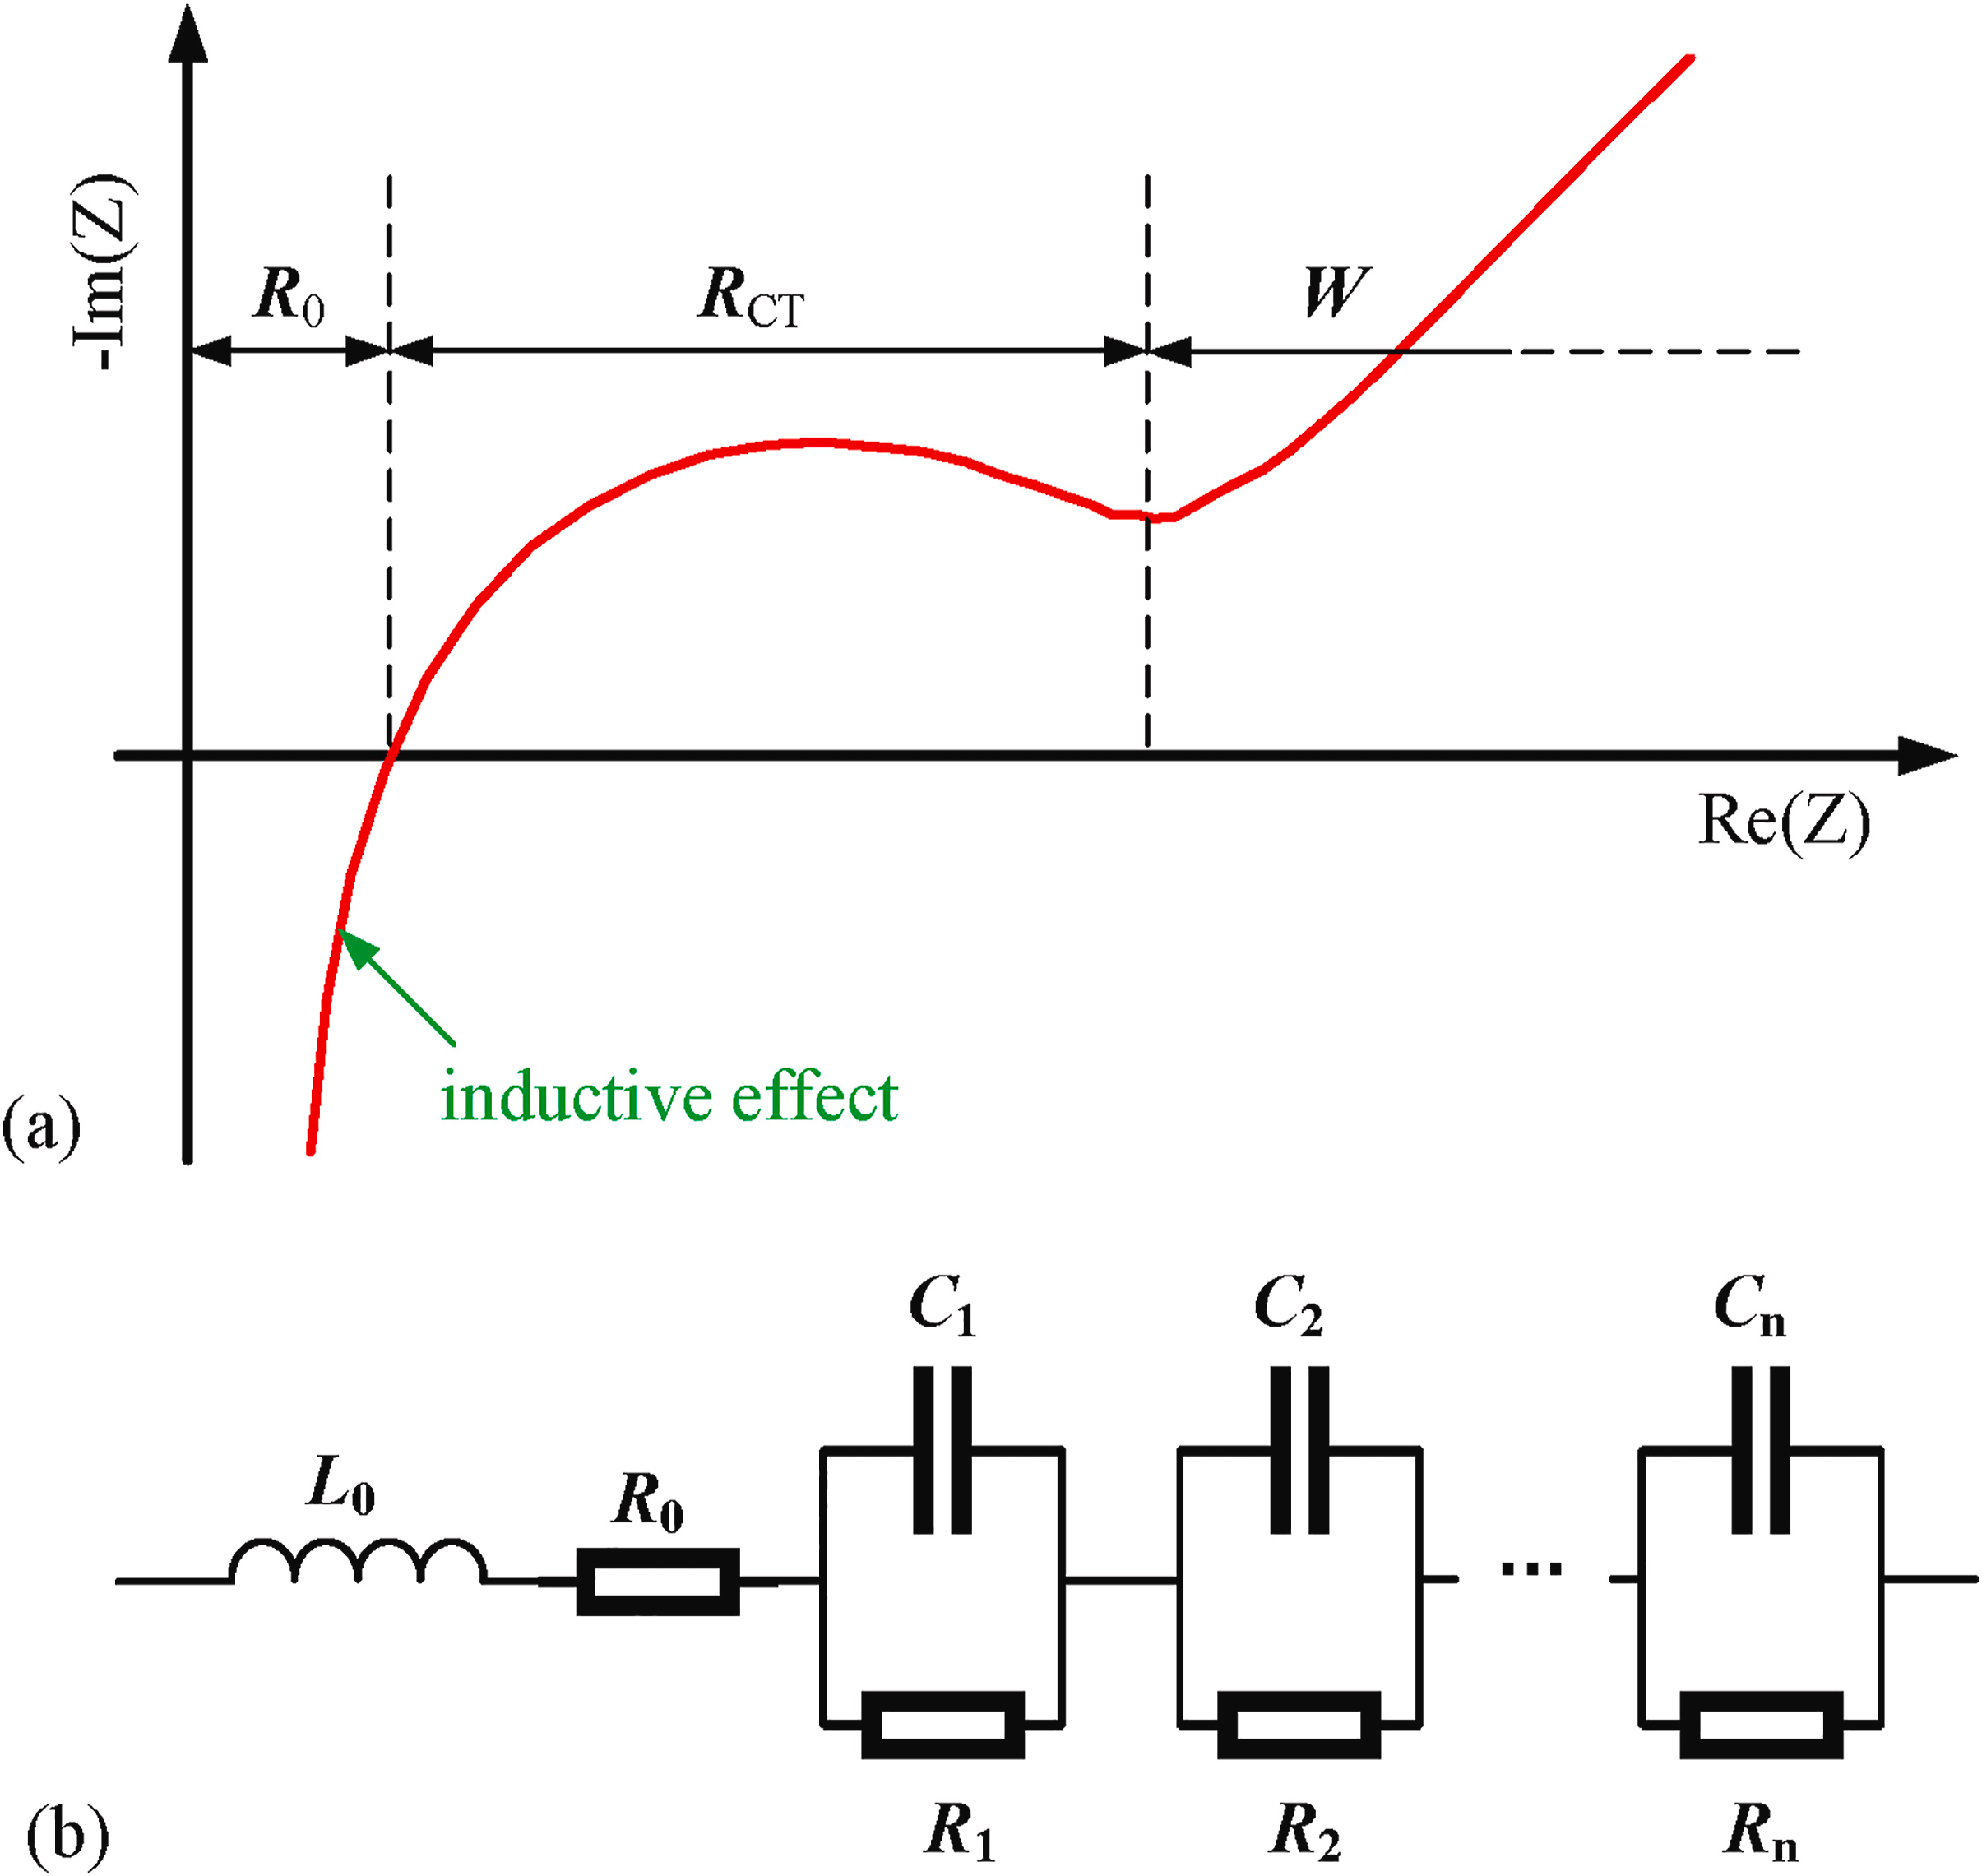 -Im(Z)
R0
RCT
W
Re(Z)
inductive effect
(a)
C1
C2
Cn
L0
R0
...
R1
R2
Rn
(b)